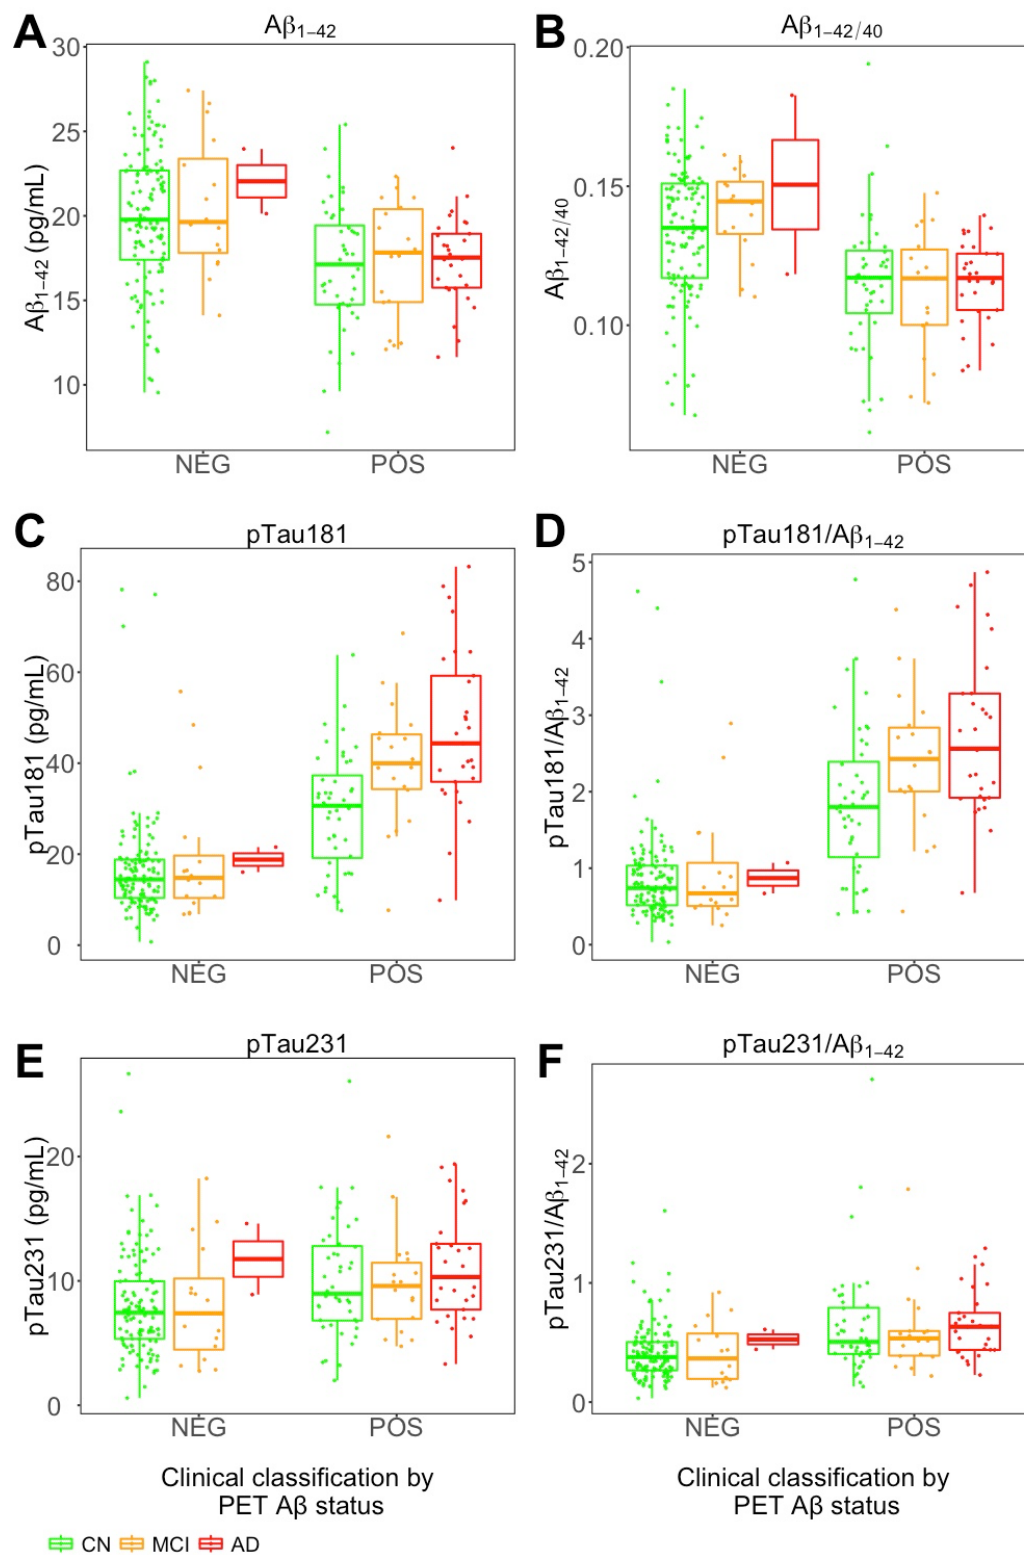 A
Aβ1−42
30
25
20
15
10
Aβ1−42 (pg/mL)
NEG
POS
B
Aβ1−42/40
0.20
0.15
0.10
Aβ1−42/40
NEG
POS
C
pTau181
80
60
40
20
0
pTau181 (pg/mL)
NEG
POS
D
pTau181/Aβ1−42
5
4
3
2
1
0
pTau181/Aβ1−42
NEG
POS
E
pTau231
20
10
0
pTau231 (pg/mL)
NEG
POS
Clinical classification by
PET Aβ status
F
pTau231/Aβ1−42
2
1
0
pTau231/Aβ1−42
NEG
POS
Clinical classification by
PET Aβ status
CN MCI AD